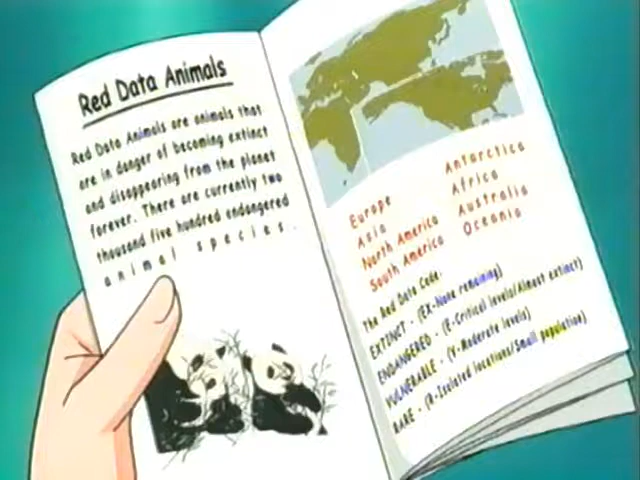 Red Data Animals
Red Data Animals are animals that
are in danger of becoming extinct
and disappearing from the planet
forever. There are currently two
thousand five hundred endangered
animal species.
Europe
Asia
North America
South America
Antarctica
Africa
Australia
Oceania
The Red Data Code.
EXTINCT - (EX-None remaining)
ENDANGERED - (E-Critical levels/Almost extinct)
VULNERABLE - (V-Moderate levels)
RARE - (R-Isolated locations/Small population)